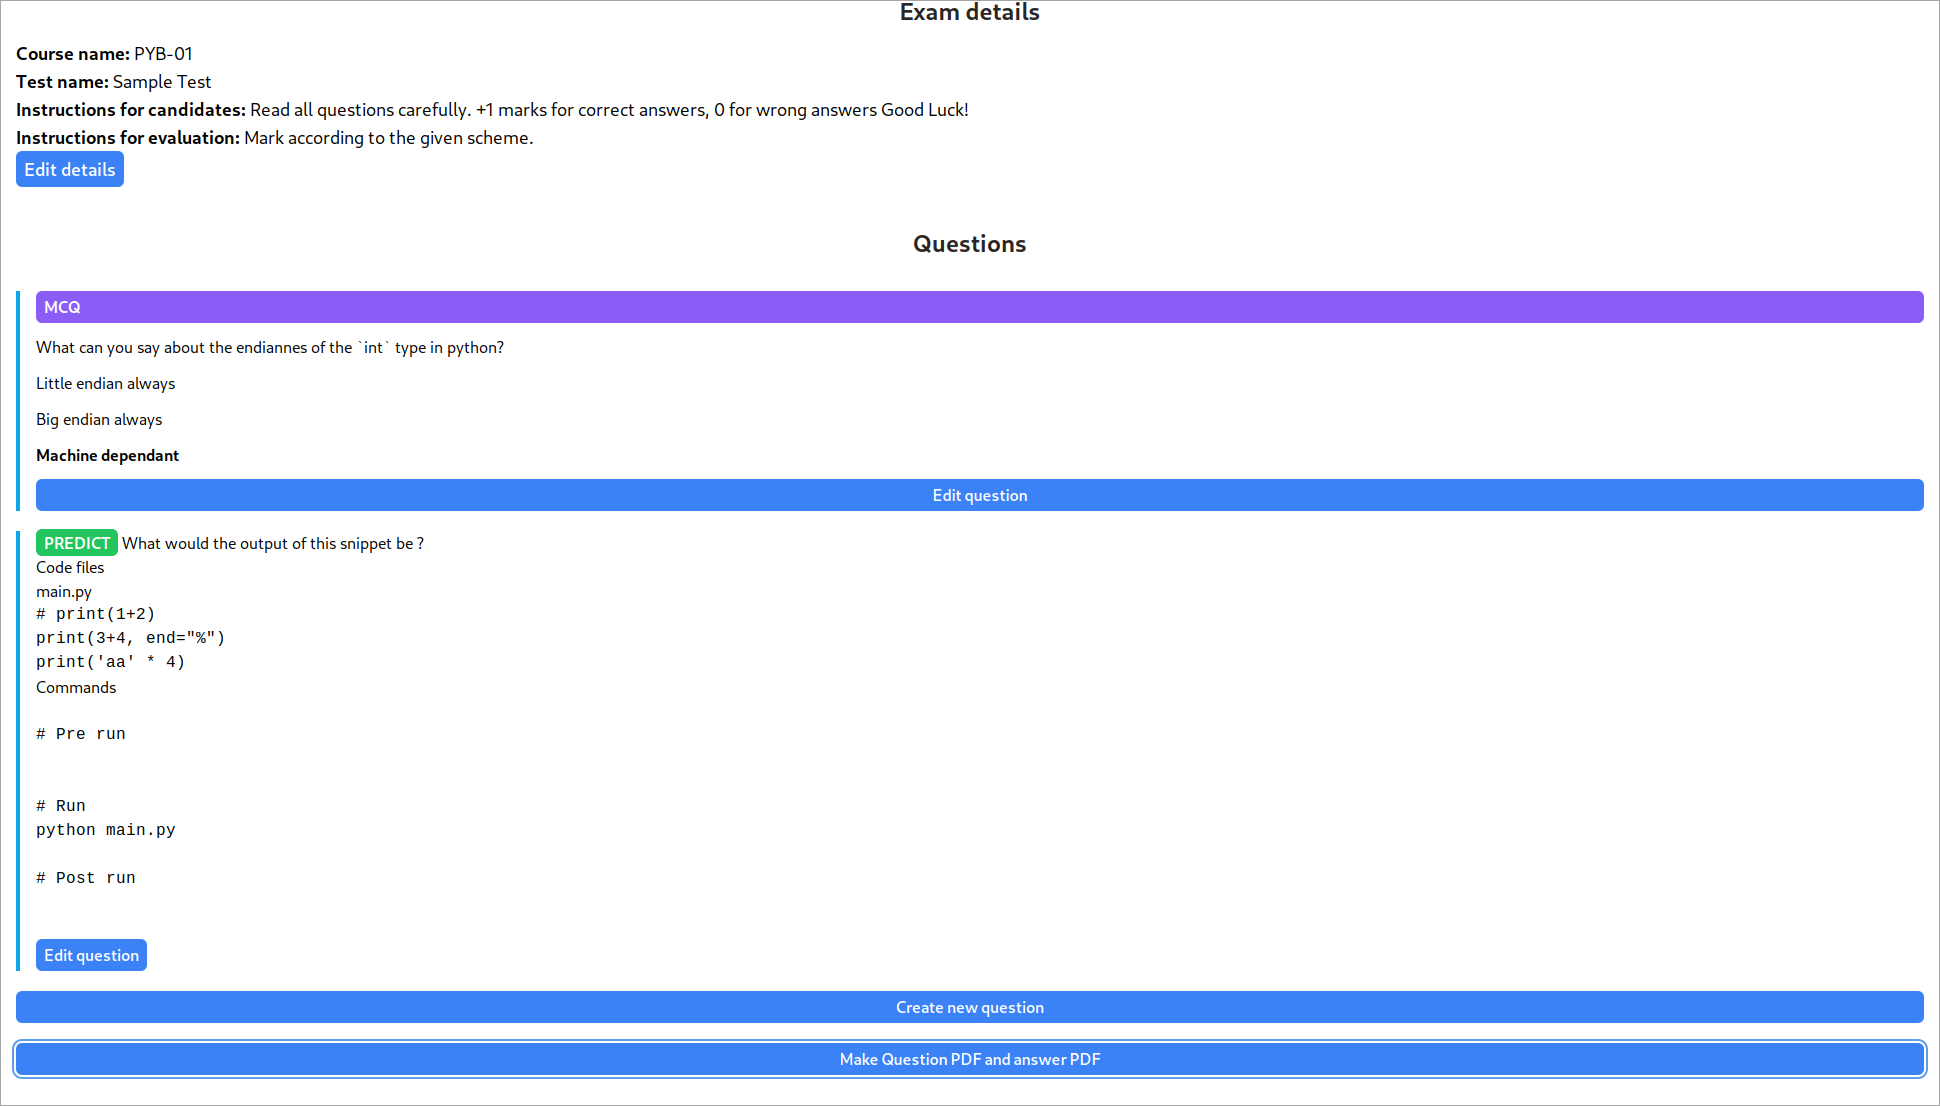 Exam details
Course name: PYB-01
Test name: Sample Test
Instructions for candidates: Read all questions carefully. +1 marks for correct answers, 0 for wrong answers Good Luck!
Instructions for evaluation: Mark according to the given scheme.
Edit details
Questions
MCQ
What can you say about the endiannes of the `int` type in python?
Little endian always
Big endian always
Machine dependant
Edit question
PREDICT What would the output of this snippet be ?
Code files
main.py
# print(1+2)
print(3+4, end="%")
print('aa' * 4)
Commands
# Pre run
# Run
python main.py
# Post run
Edit question
Create new question
Make Question PDF and answer PDF